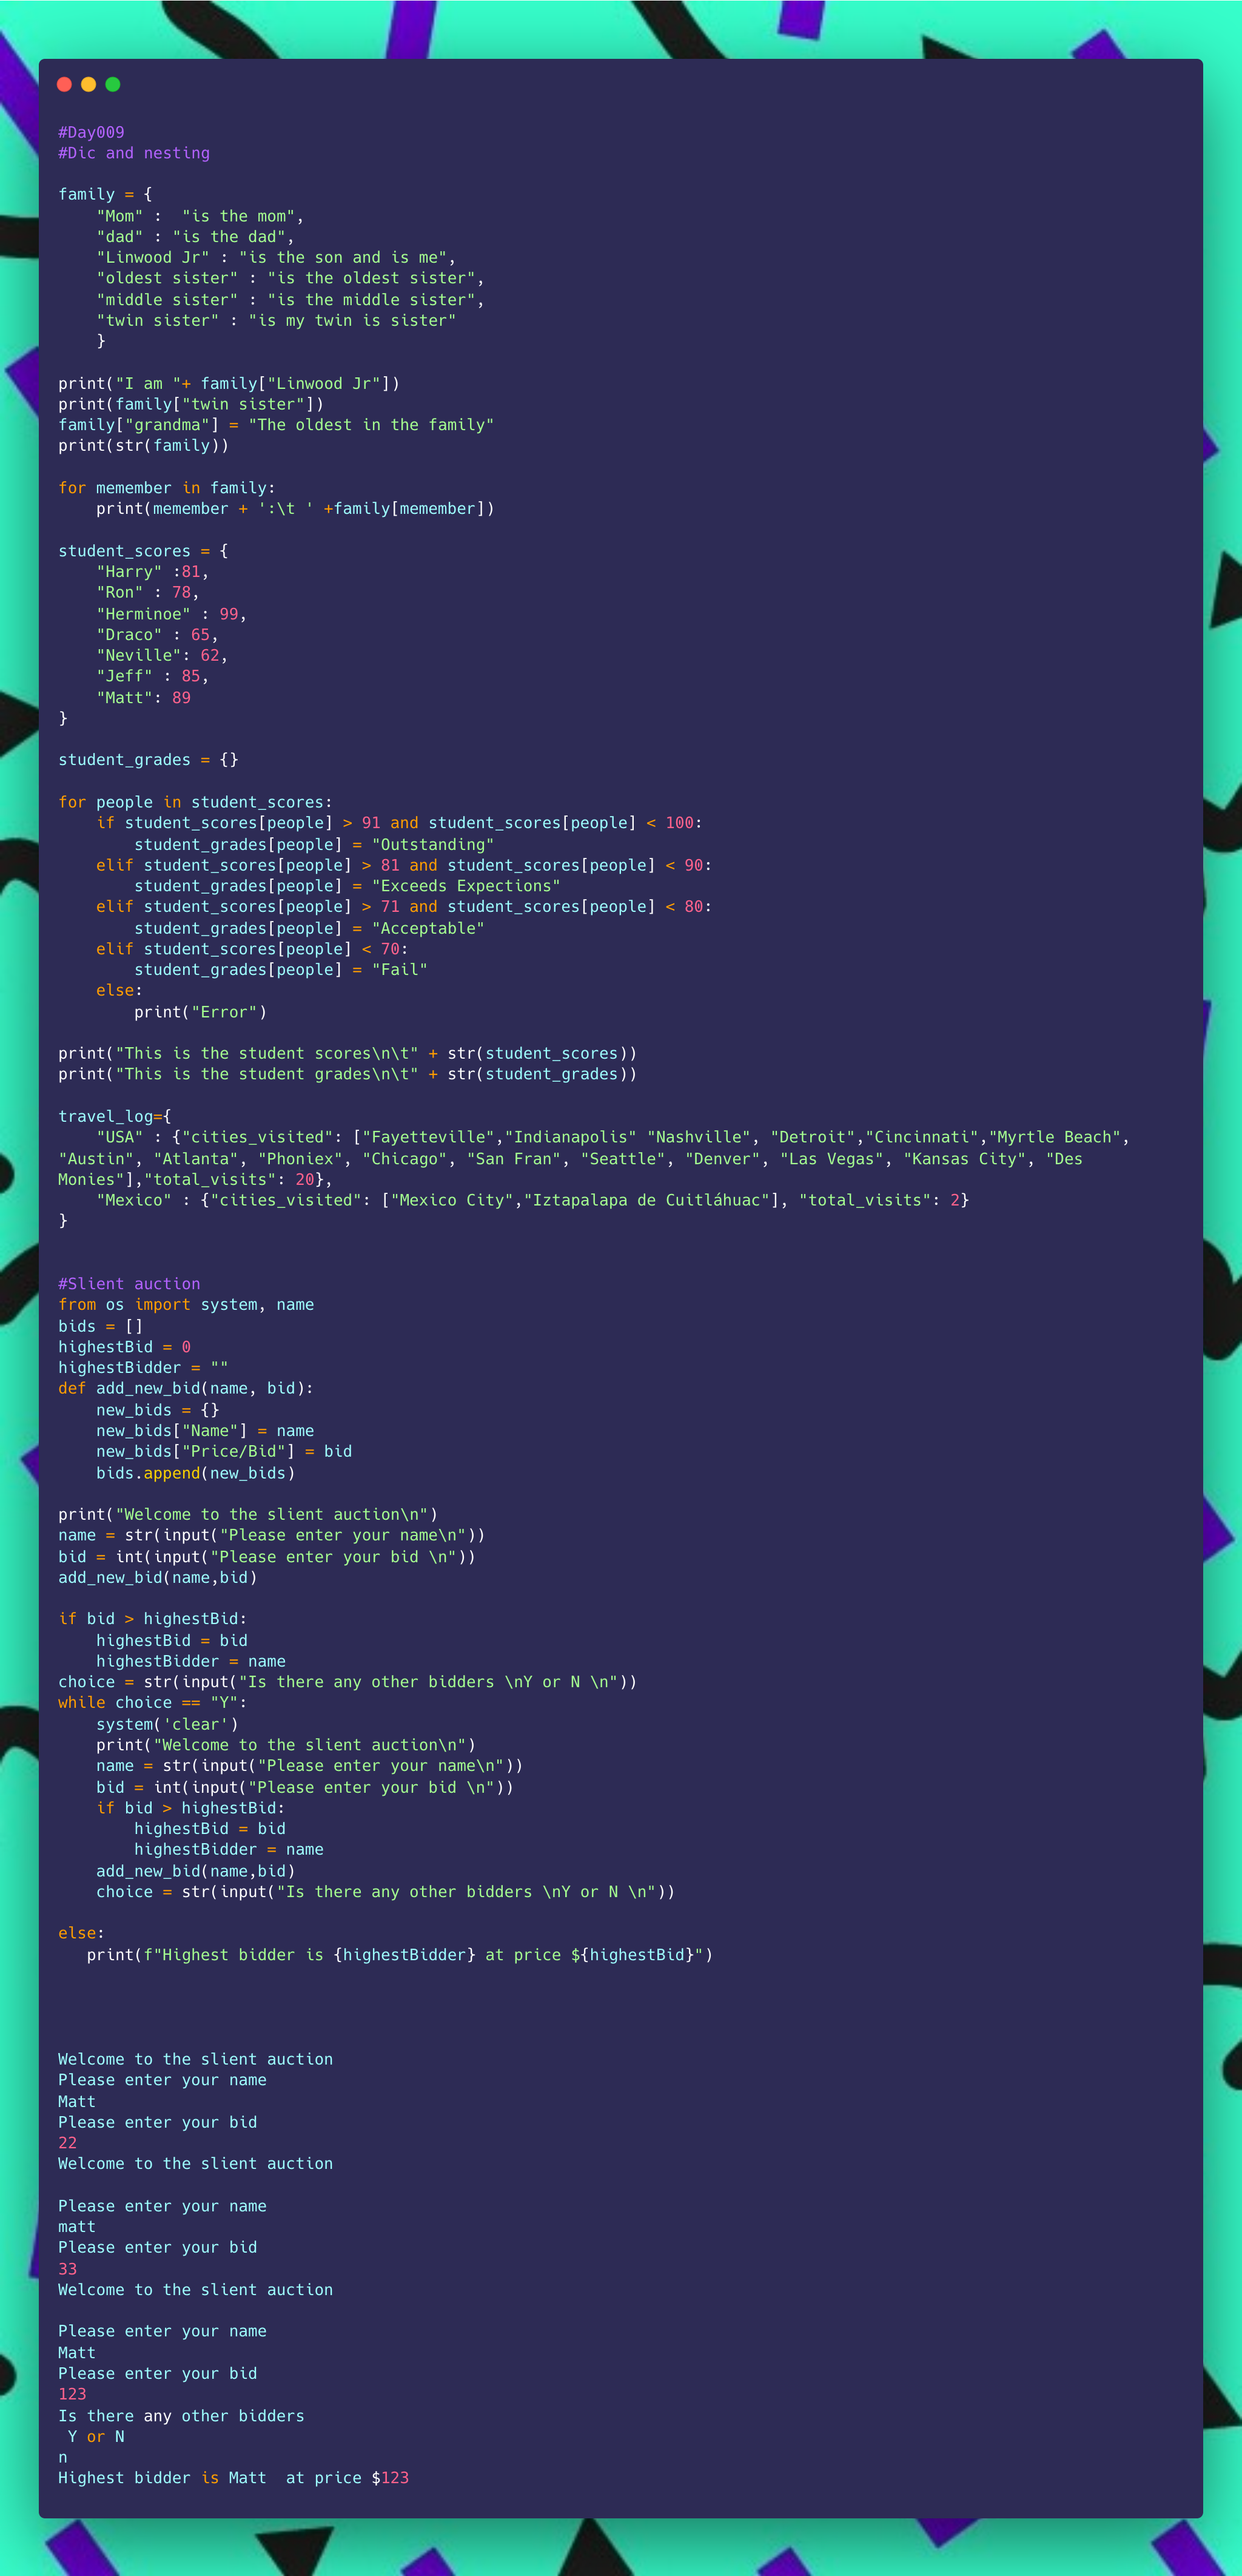 #Day009
#Dic and nesting

family = {
    "Mom" :  "is the mom",
    "dad" : "is the dad",
    "Linwood Jr" : "is the son and is me",
    "oldest sister" : "is the oldest sister",
    "middle sister" : "is the middle sister",
    "twin sister" : "is my twin is sister"
    }

print("I am "+ family["Linwood Jr"])
print(family["twin sister"])
family["grandma"] = "The oldest in the family"
print(str(family))

for memember in family:
    print(memember + ':\t ' +family[memember])

student_scores = {
    "Harry" :81,
    "Ron" : 78,
    "Herminoe" : 99,
    "Draco" : 65,
    "Neville": 62,
    "Jeff" : 85,
    "Matt": 89
}

student_grades = {}

for people in student_scores:
    if student_scores[people] > 91 and student_scores[people] < 100:
        student_grades[people] = "Outstanding"
    elif student_scores[people] > 81 and student_scores[people] < 90:
        student_grades[people] = "Exceeds Expections"
    elif student_scores[people] > 71 and student_scores[people] < 80:
        student_grades[people] = "Acceptable"
    elif student_scores[people] < 70:
        student_grades[people] = "Fail"
    else:
        print("Error")

print("This is the student scores\n\t" + str(student_scores))
print("This is the student grades\n\t" + str(student_grades))

travel_log={
    "USA" : {"cities_visited": ["Fayetteville","Indianapolis" "Nashville", "Detroit","Cincinnati","Myrtle Beach",
"Austin", "Atlanta", "Phoniex", "Chicago", "San Fran", "Seattle", "Denver", "Las Vegas", "Kansas City", "Des
Monies"],"total_visits": 20},
    "Mexico" : {"cities_visited": ["Mexico City","Iztapalapa de Cuitláhuac"], "total_visits": 2}
}


#Slient auction
from os import system, name
bids = []
highestBid = 0
highestBidder = ""
def add_new_bid(name, bid):
    new_bids = {}
    new_bids["Name"] = name
    new_bids["Price/Bid"] = bid
    bids.append(new_bids)

print("Welcome to the slient auction\n")
name = str(input("Please enter your name\n"))
bid = int(input("Please enter your bid \n"))
add_new_bid(name,bid)

if bid > highestBid:
    highestBid = bid
    highestBidder = name
choice = str(input("Is there any other bidders \nY or N \n"))
while choice == "Y":
    system('clear')
    print("Welcome to the slient auction\n")
    name = str(input("Please enter your name\n"))
    bid = int(input("Please enter your bid \n"))
    if bid > highestBid:
        highestBid = bid
        highestBidder = name
    add_new_bid(name,bid)
    choice = str(input("Is there any other bidders \nY or N \n"))

else:
   print(f"Highest bidder is {highestBidder} at price ${highestBid}")




Welcome to the slient auction
Please enter your name
Matt
Please enter your bid
22
Welcome to the slient auction

Please enter your name
matt
Please enter your bid
33
Welcome to the slient auction

Please enter your name
Matt
Please enter your bid
123
Is there any other bidders
 Y or N
n
Highest bidder is Matt  at price $123